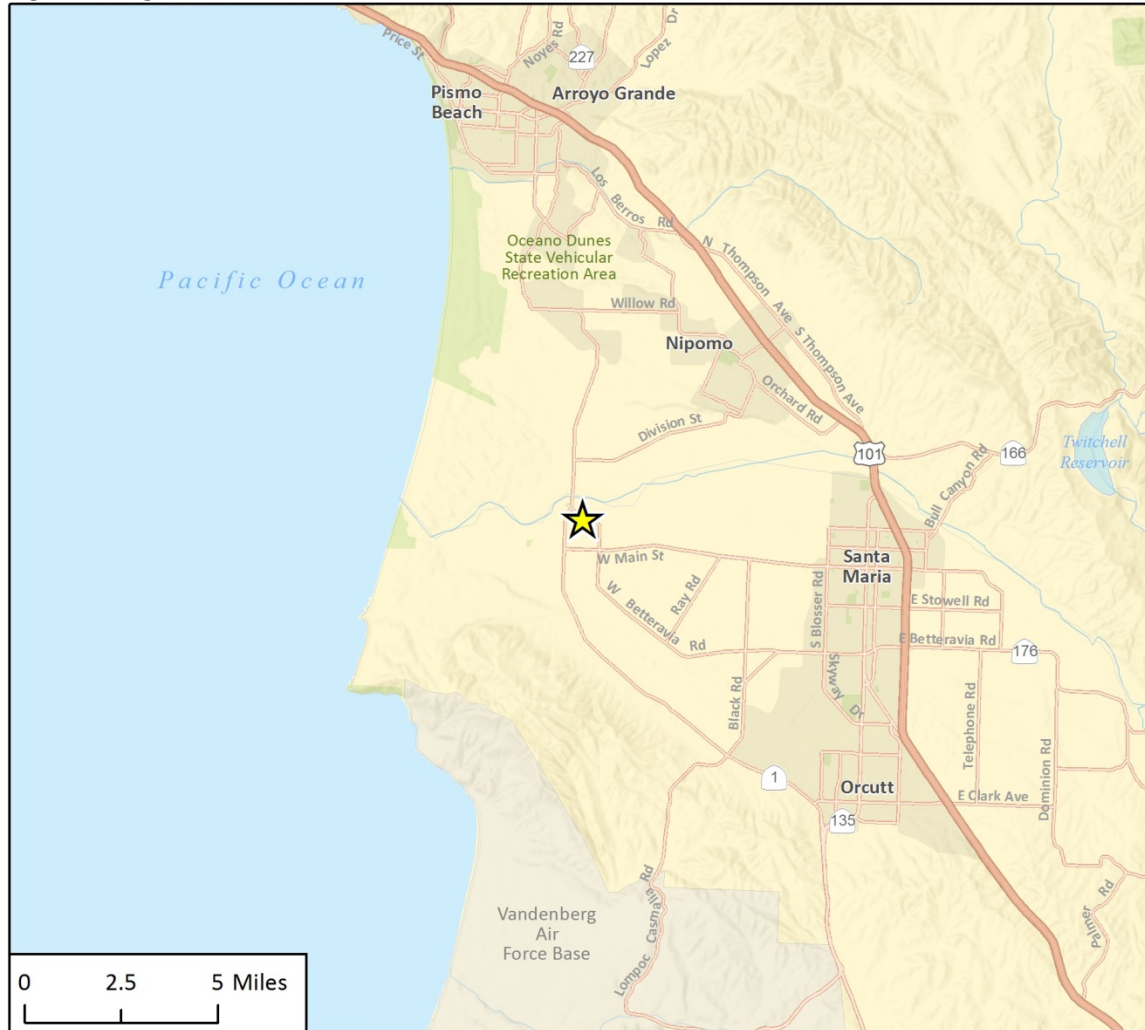 Price St
Noyes Rd
227
Lopez Dr
Pismo
Beach
Arroyo Grande
Los Berros Rd
Oceano Dunes
State Vehicular
Recreation Area
N Thompson Ave
S Thompson Ave
Pacific Ocean
Willow Rd
Nipomo
Orchard Rd
Division St
101
166
Bull Canyon Rd
Twitchell
Reservoir
W Main St
Santa
Maria
Ray Rd
W Betteravia Rd
S Blosser Rd
E Stowell Rd
E Betteravia Rd
176
Skyway Dr
Black Rd
Telephone Rd
Dominion Rd
1
Orcutt
E Clark Ave
135
Lompoc Casmalia Rd
Palmer Rd
Vandenberg
Air
Force Base
0 2.5 5 Miles